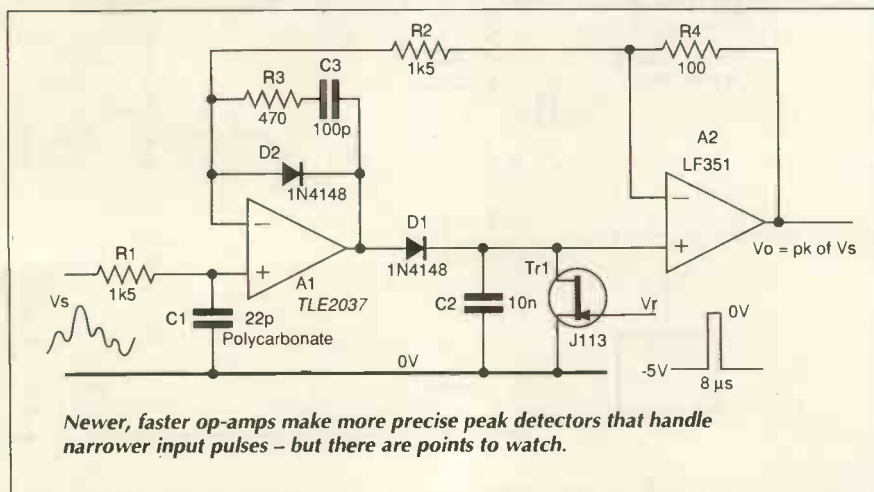 R2
1k5
R4
100
R3
470
C3
100p
D2
1N4148
A2
LF351
D1
1N4148
R1
1k5
A1
TLE2037
Vo = pk of Vs
Vs
C1
22p
Polycarbonate
C2
10n
Tr1
Vr
J113
0V
0V
-5V
8 μs
Newer, faster op-amps make more precise peak detectors that handle
narrower input pulses – but there are points to watch.